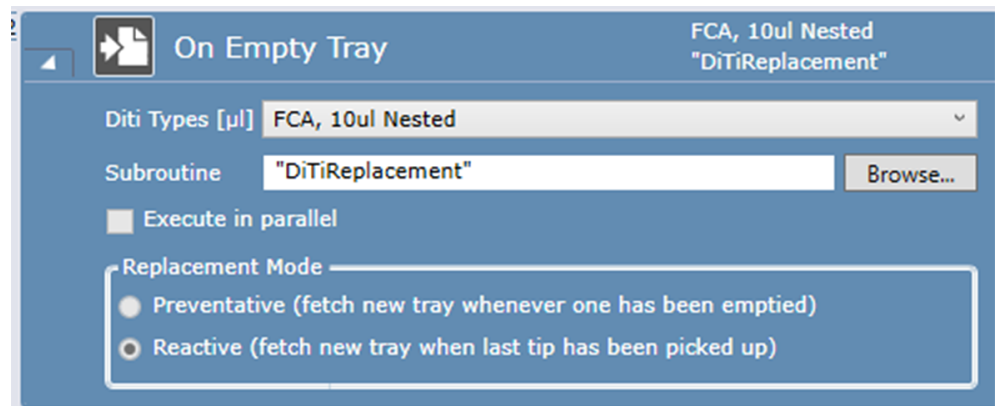 On Empty Tray
FCA, 10ul Nested
"DiTiReplacement"
Diti Types [µl] FCA, 10ul Nested
Subroutine "DiTiReplacement" Browse...
Execute in parallel
Replacement Mode
Preventative (fetch new tray whenever one has been emptied)
Reactive (fetch new tray when last tip has been picked up)